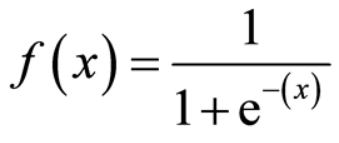 f(x) = 1 / (1 + e^{-(x)})